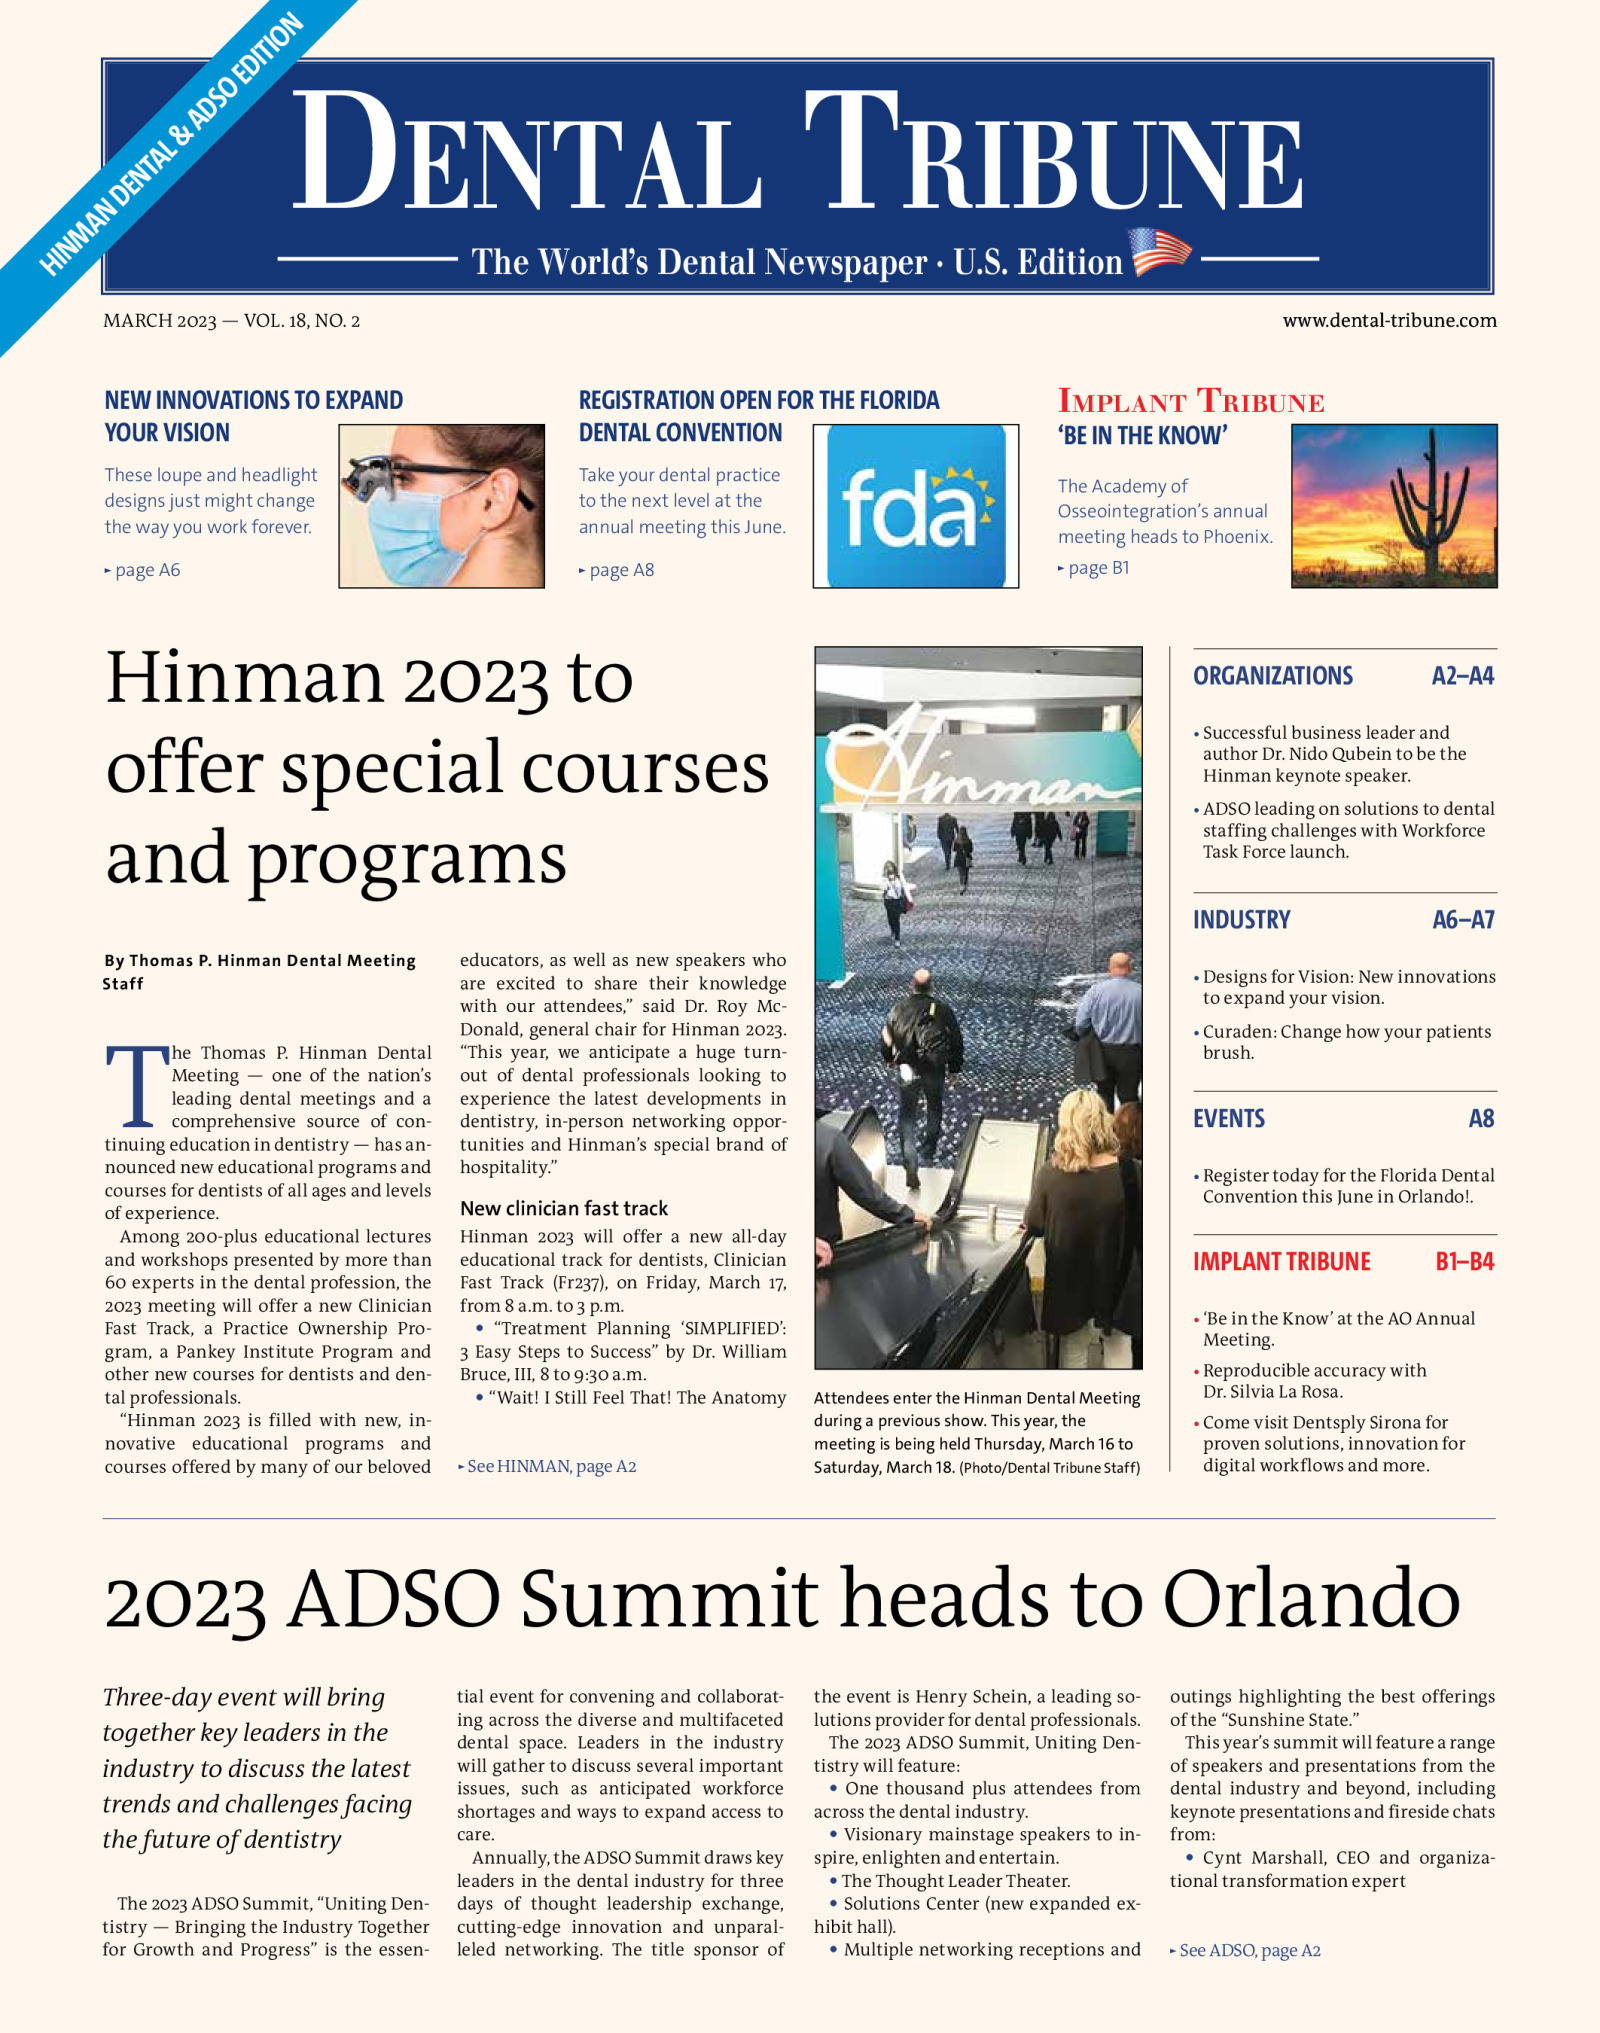 HINMAN DENTAL & ADSO EDITION
DENTAL TRIBUNE
The World's Dental Newspaper · U.S. Edition
MARCH 2023 — VOL. 18, NO. 2
www.dental-tribune.com
NEW INNOVATIONS TO EXPAND
YOUR VISION
These loupe and headlight
designs just might change
the way you work forever.
► page A6
REGISTRATION OPEN FOR THE FLORIDA
DENTAL CONVENTION
Take your dental practice
to the next level at the
annual meeting this June.
► page A8
fda
IMPLANT TRIBUNE
‘BE IN THE KNOW’
The Academy of
Osseointegration’s annual
meeting heads to Phoenix.
► page B1
Hinman 2023 to
offer special courses
and programs
By Thomas P. Hinman Dental Meeting
Staff
The Thomas P. Hinman Dental
Meeting — one of the nation’s
leading dental meetings and a
comprehensive source of con-
tinuing education in dentistry — has an-
nounced new educational programs and
courses for dentists of all ages and levels
of experience.
Among 200-plus educational lectures
and workshops presented by more than
60 experts in the dental profession, the
2023 meeting will offer a new Clinician
Fast Track, a Practice Ownership Pro-
gram, a Pankey Institute Program and
other new courses for dentists and den-
tal professionals.
“Hinman 2023 is filled with new, in-
novative educational programs and
courses offered by many of our beloved
educators, as well as new speakers who
are excited to share their knowledge
with our attendees,” said Dr. Roy Mc-
Donald, general chair for Hinman 2023.
“This year, we anticipate a huge turn-
out of dental professionals looking to
experience the latest developments in
dentistry, in-person networking oppor-
tunities and Hinman’s special brand of
hospitality.”
New clinician fast track
Hinman 2023 will offer a new all-day
educational track for dentists, Clinician
Fast Track (Fr237), on Friday, March 17,
from 8 a.m. to 3 p.m.
• “Treatment Planning ‘SIMPLIFIED’:
3 Easy Steps to Success” by Dr. William
Bruce, III, 8 to 9:30 a.m.
• “Wait! I Still Feel That! The Anatomy
► See HINMAN, page A2
Hinman
Attendees enter the Hinman Dental Meeting
during a previous show. This year, the
meeting is being held Thursday, March 16 to
Saturday, March 18. (Photo/Dental Tribune Staff)
ORGANIZATIONS A2–A4
• Successful business leader and
author Dr. Nido Qubein to be the
Hinman keynote speaker.
• ADSO leading on solutions to dental
staffing challenges with Workforce
Task Force launch.
INDUSTRY A6–A7
• Designs for Vision: New innovations
to expand your vision.
• Curaden: Change how your patients
brush.
EVENTS A8
• Register today for the Florida Dental
Convention this June in Orlando!.
IMPLANT TRIBUNE B1–B4
• ‘Be in the Know’ at the AO Annual
Meeting.
• Reproducible accuracy with
Dr. Silvia La Rosa.
• Come visit Dentsply Sirona for
proven solutions, innovation for
digital workflows and more.
2023 ADSO Summit heads to Orlando
Three-day event will bring
together key leaders in the
industry to discuss the latest
trends and challenges facing
the future of dentistry
The 2023 ADSO Summit, “Uniting Den-
tistry — Bringing the Industry Together
for Growth and Progress” is the essen-
tial event for convening and collaborat-
ing across the diverse and multifaceted
dental space. Leaders in the industry
will gather to discuss several important
issues, such as anticipated workforce
shortages and ways to expand access to
care.
Annually, the ADSO Summit draws key
leaders in the dental industry for three
days of thought leadership exchange,
cutting-edge innovation and unparal-
leled networking. The title sponsor of
the event is Henry Schein, a leading so-
lutions provider for dental professionals.
The 2023 ADSO Summit, Uniting Den-
tistry will feature:
• One thousand plus attendees from
across the dental industry.
• Visionary mainstage speakers to in-
spire, enlighten and entertain.
• The Thought Leader Theater.
• Solutions Center (new expanded ex-
hibit hall).
• Multiple networking receptions and
outings highlighting the best offerings
of the “Sunshine State.”
This year’s summit will feature a range
of speakers and presentations from the
dental industry and beyond, including
keynote presentations and fireside chats
from:
• Cynt Marshall, CEO and organiza-
tional transformation expert
► See ADSO, page A2